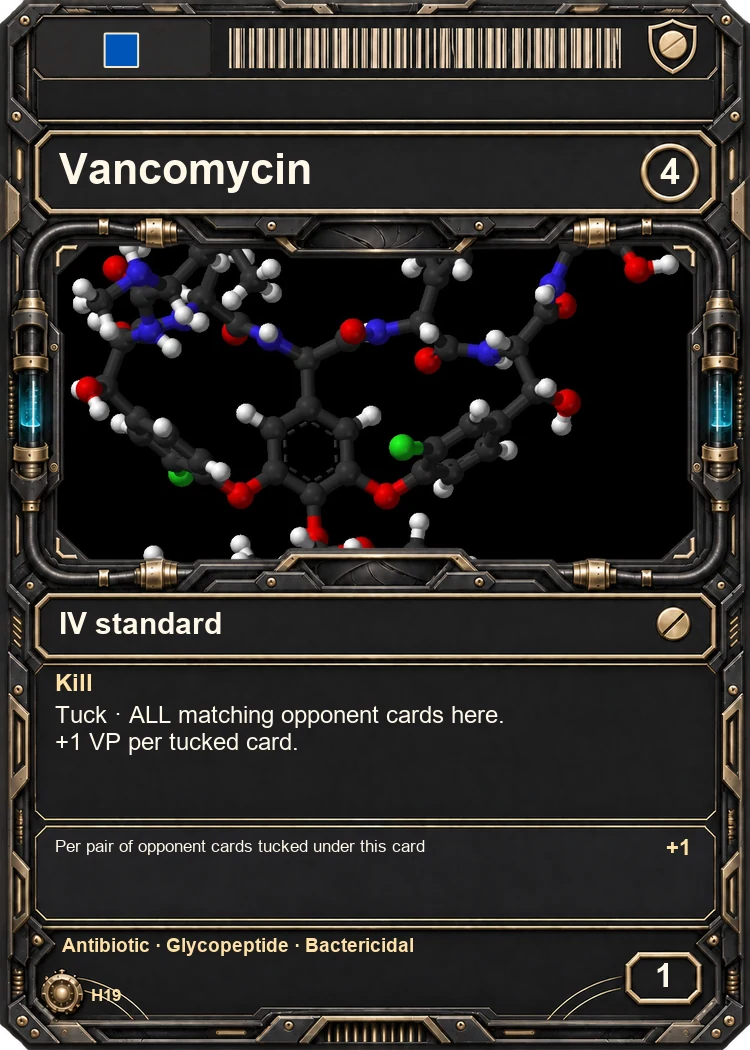 Vancomycin
4
IV standard
Kill
Tuck · ALL matching opponent cards here.
+1 VP per tucked card.
Per pair of opponent cards tucked under this card
+1
Antibiotic · Glycopeptide · Bactericidal
H19
1